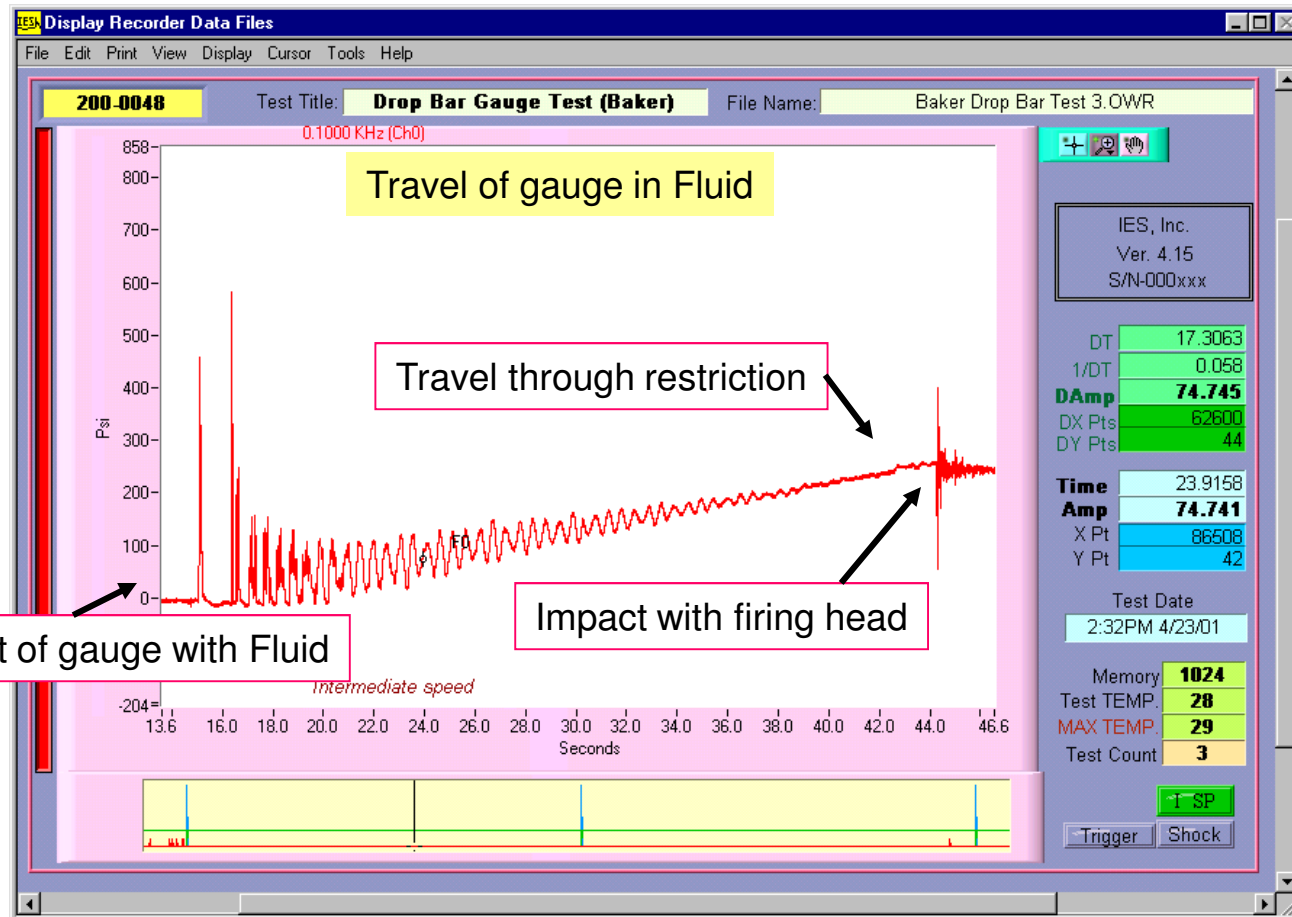 IES Display Recorder Data Files
File Edit Print View Display Cursor Tools Help
200-0048
Test Title: Drop Bar Gauge Test (Baker)
File Name: Baker Drop Bar Test 3.OWR
0.1000 KHz (Ch0)
Travel of gauge in Fluid
858
800
700
600
500
400
300
200
100
0
-204
Psi
Travel through restriction
Impact with firing head
t of gauge with Fluid
Intermediate speed
13.6 16.0 18.0 20.0 22.0 24.0 26.0 28.0 30.0 32.0 34.0 36.0 38.0 40.0 42.0 44.0 46.6
Seconds
IES, Inc.
Ver. 4.15
S/N-000xxx
DT 17.3063
1/DT 0.058
DAmp 74.745
DX Pts 62600
DY Pts 44
Time 23.9158
Amp 74.741
X Pt 86508
Y Pt 42
Test Date
2:32PM 4/23/01
Memory 1024
Test TEMP. 28
MAX TEMP. 29
Test Count 3
Trigger Shock